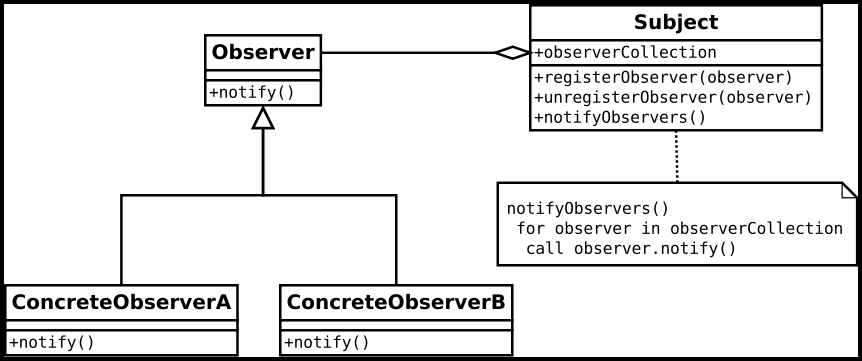 Subject
Observer
+observerCollection
+notify()
+registerObserver(observer)
+unregisterObserver(observer)
+notifyObservers()
notifyObservers()
for observer in observerCollection
call observer.notify()
ConcreteObserverA
+notify()
ConcreteObserverB
+notify()